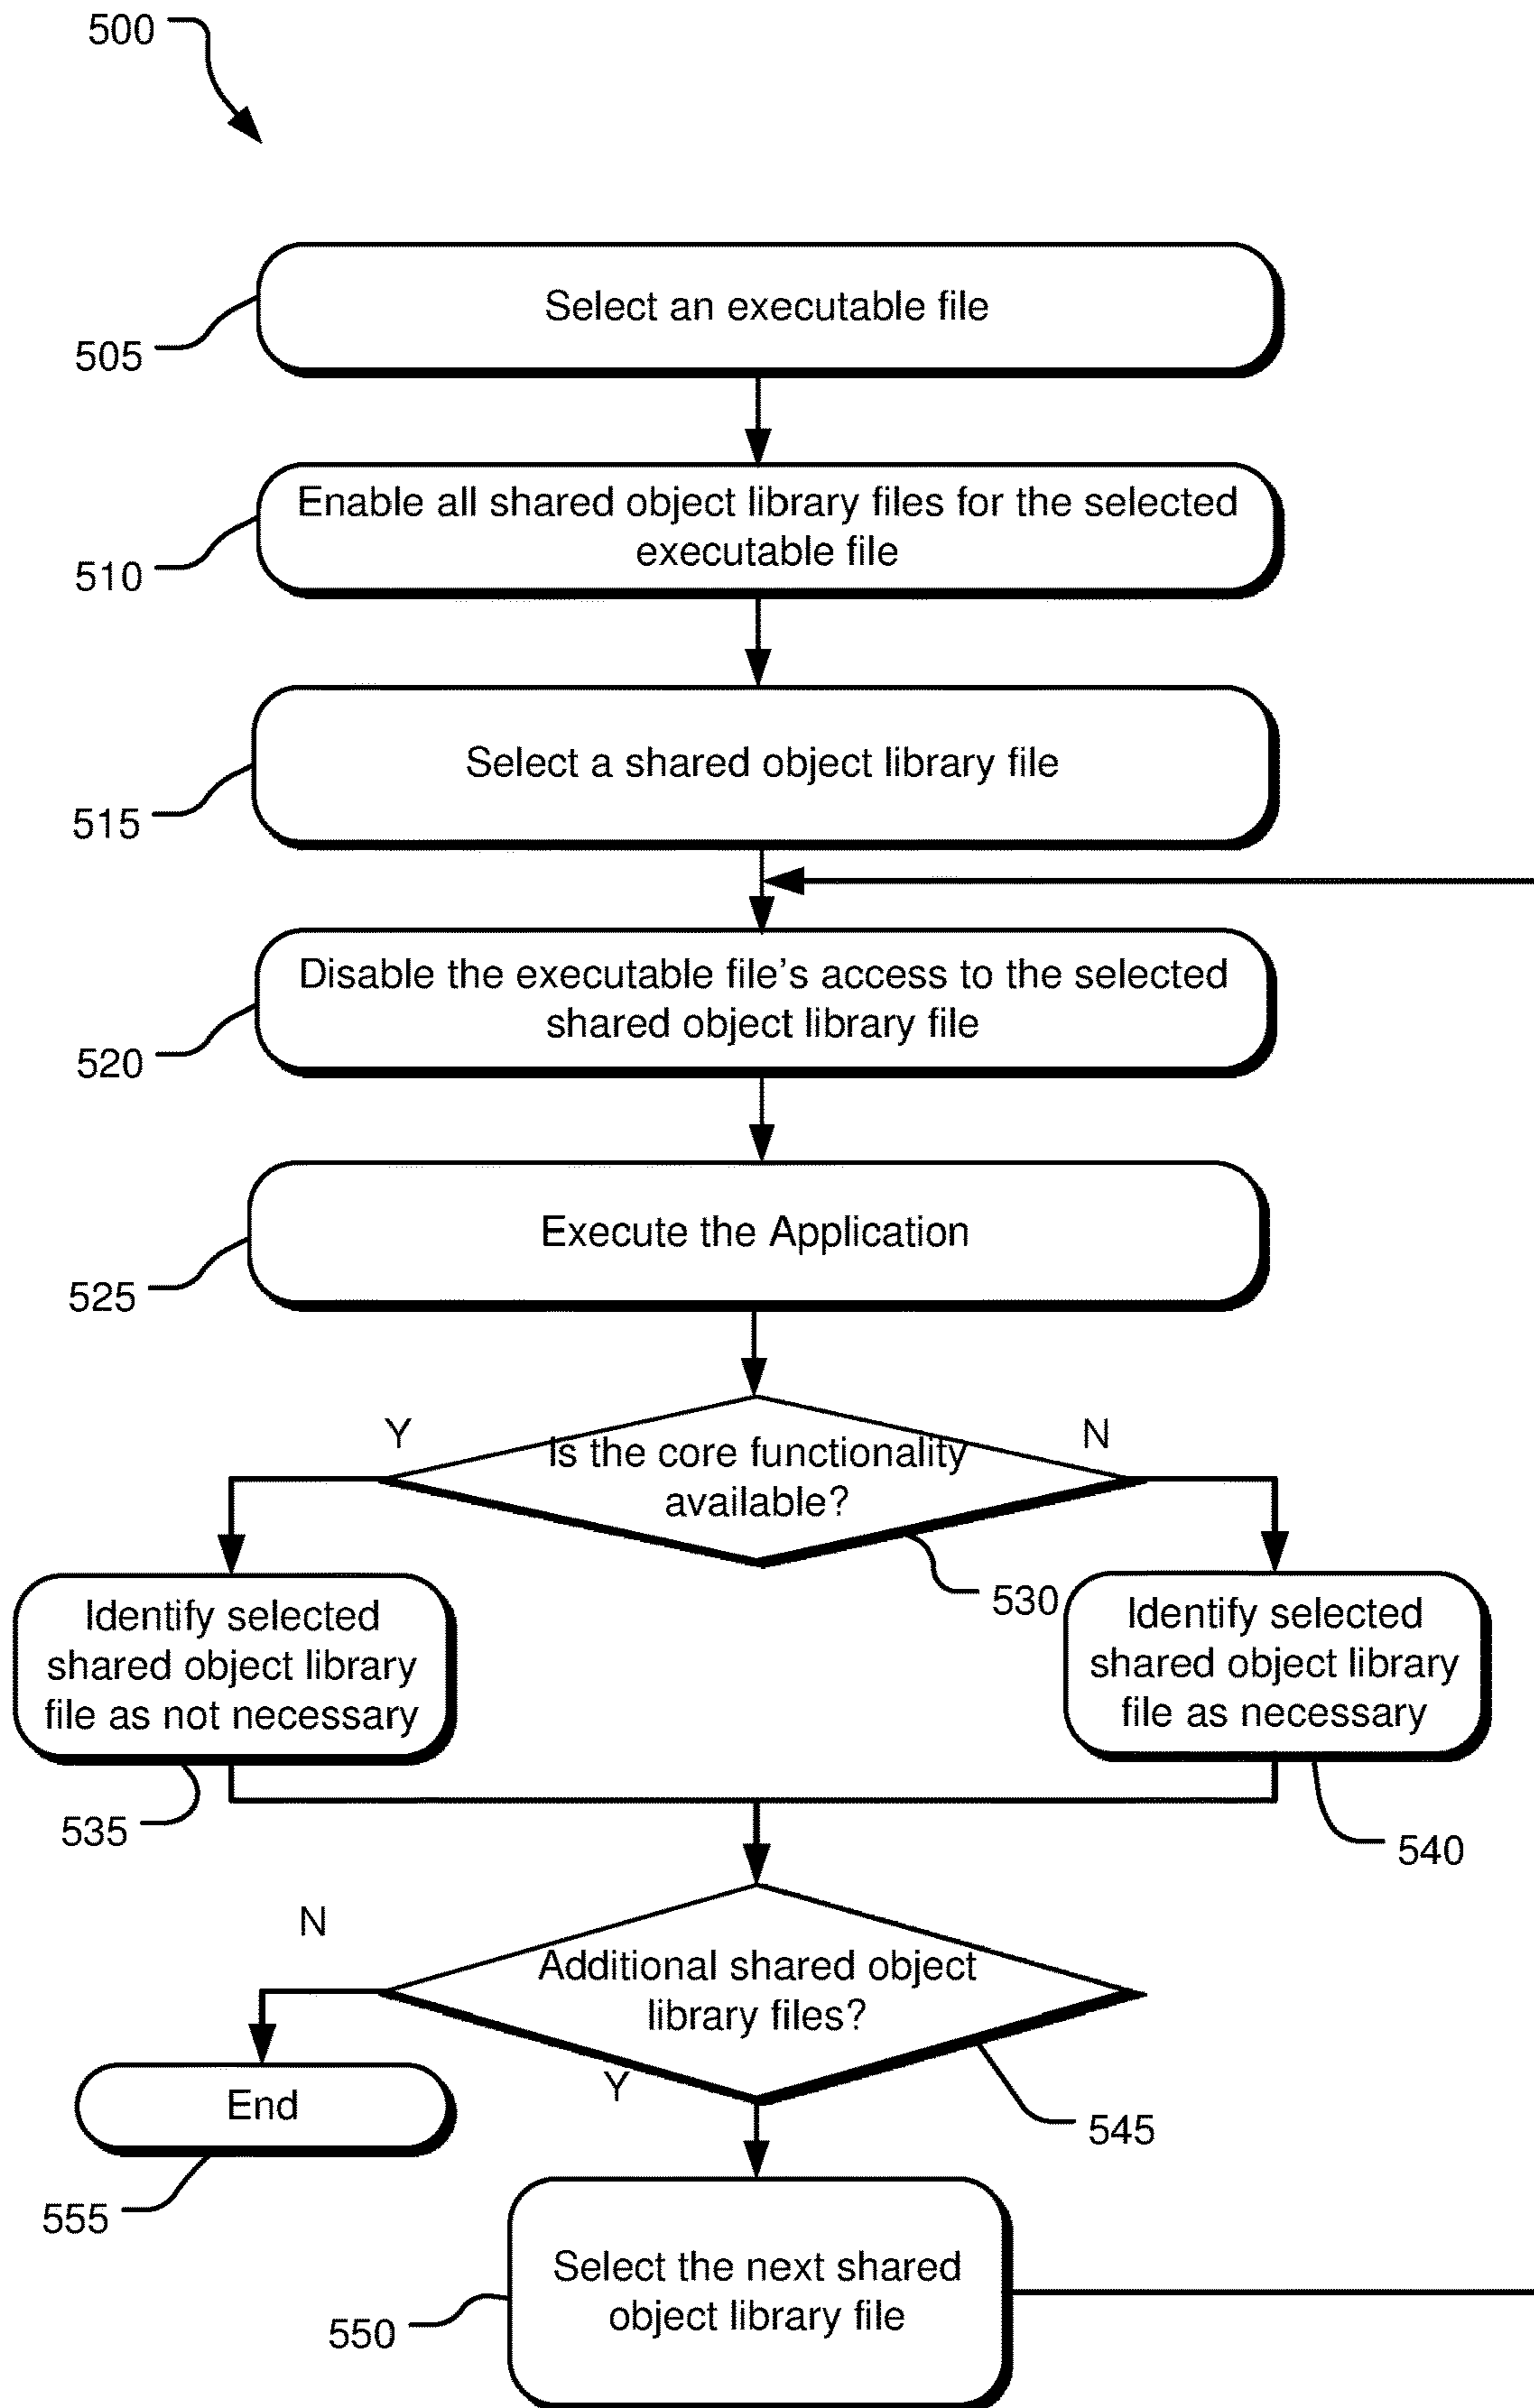 500
Select an executable file
505
Enable all shared object library files for the selected
executable file
510
Select a shared object library file
515
Disable the executable file's access to the selected
shared object library file
520
Execute the Application
525
Y
N
Is the core functionality
available?
530
Identify selected
shared object library
file as not necessary
Identify selected
shared object library
file as necessary
535
540
N
Additional shared object
library files?
Y
End
545
555
Select the next shared
object library file
550